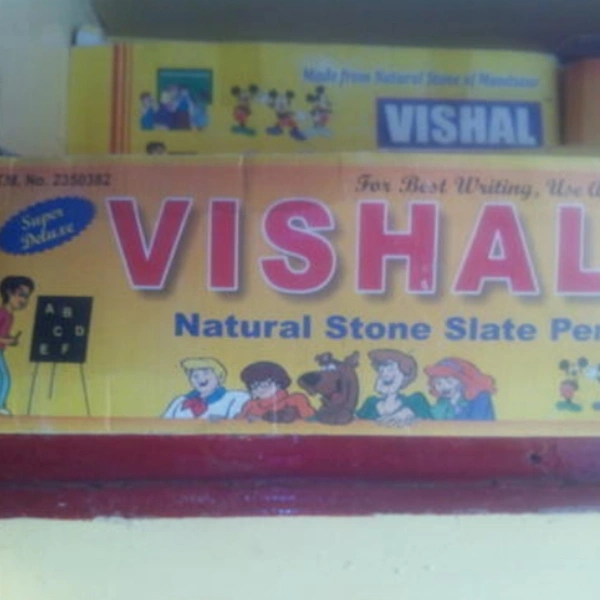 Made from Natural Stone of Mandsaur
VISHAL
T.M. No. 2350382
For Best Writing, Use
Super
Deluxe
VISHAL
Natural Stone Slate Pen
A B
C D
E F